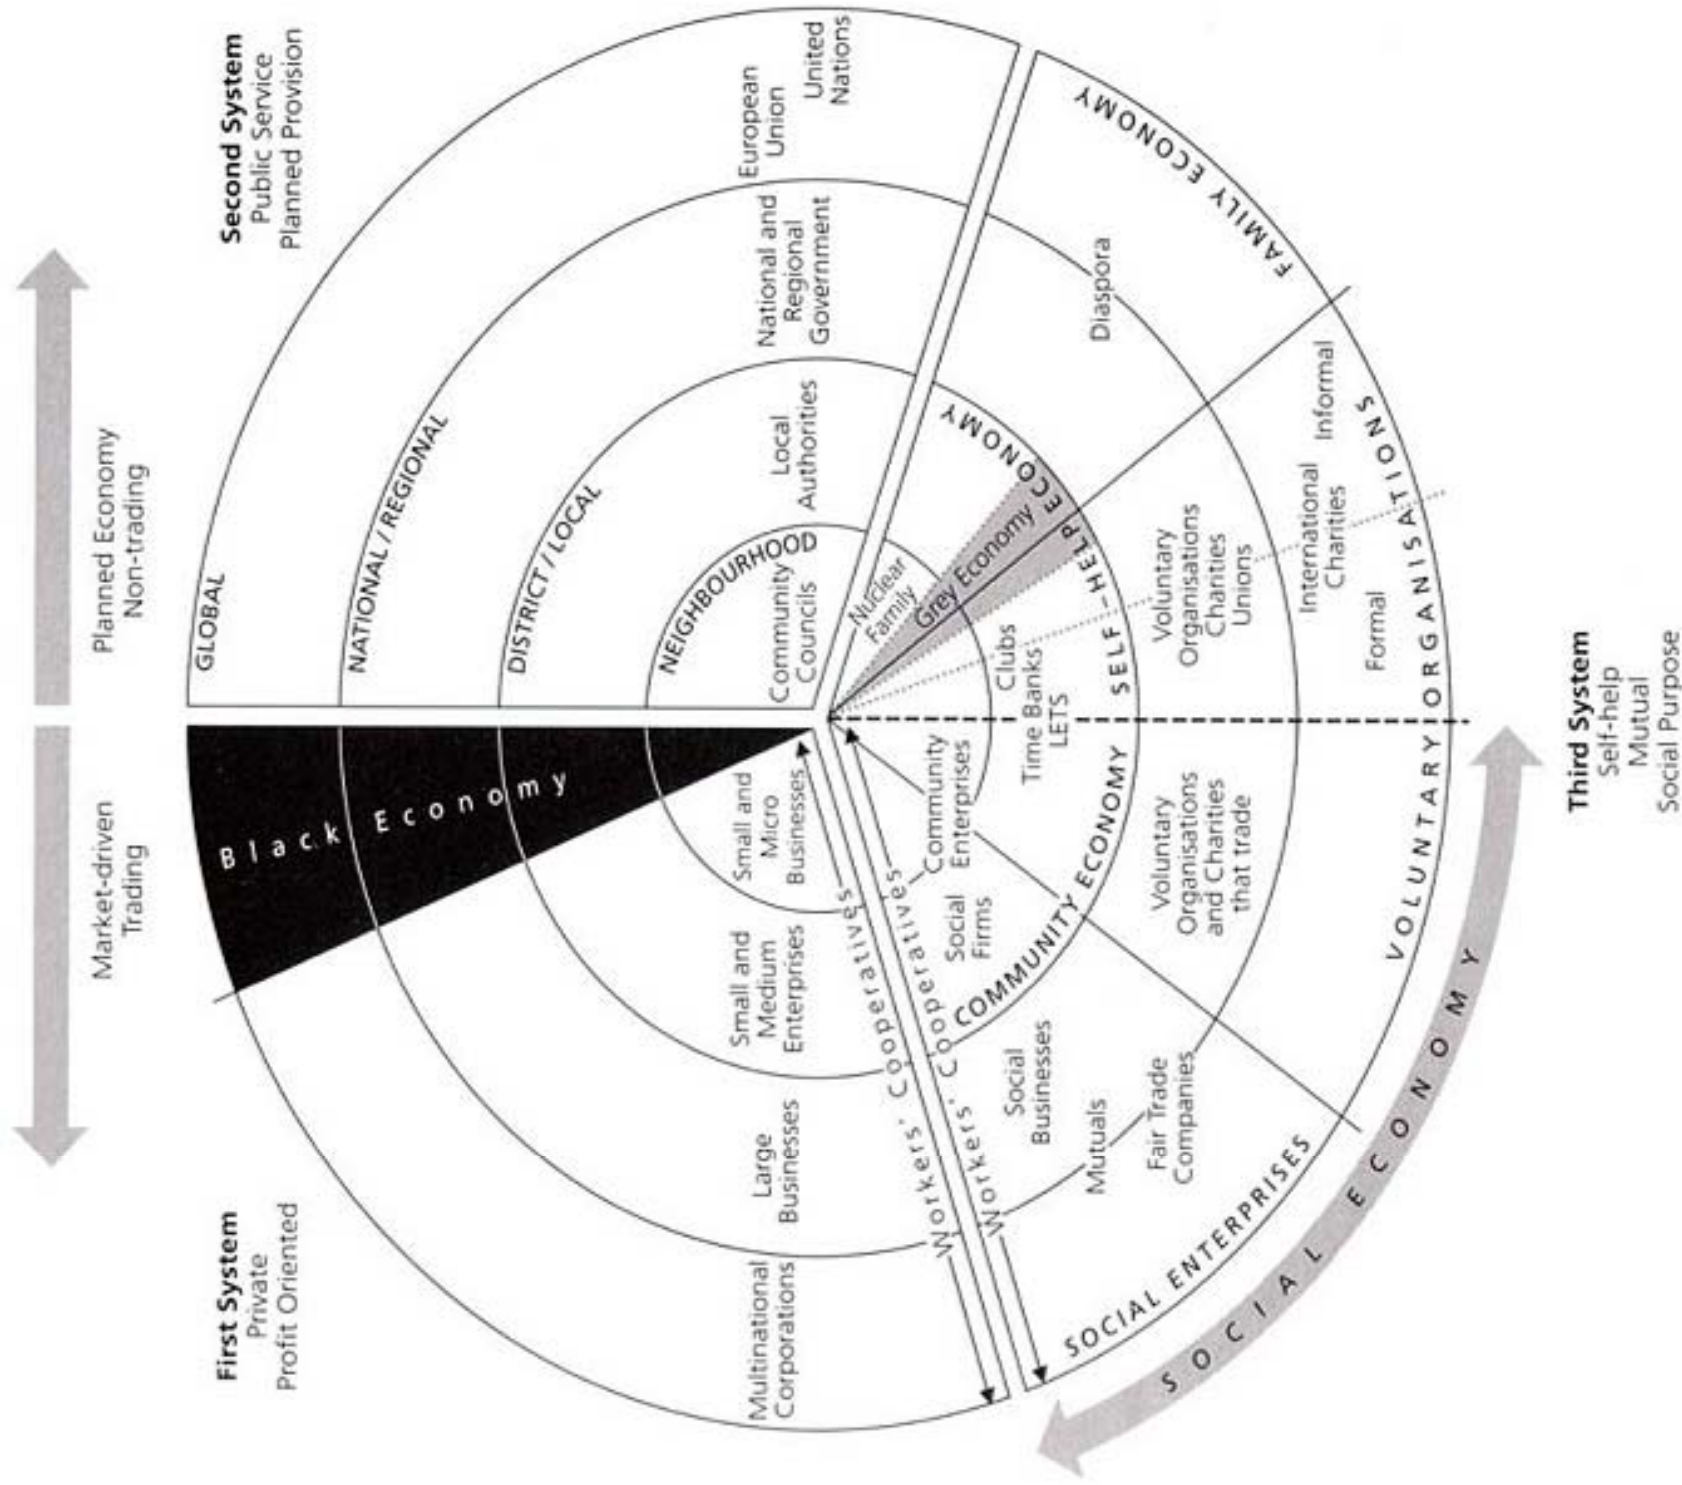 Market-driven
Trading
Planned Economy
Non-trading
First System
Private
Profit Oriented
Second System
Public Service
Planned Provision
Black Economy
GLOBAL
NATIONAL / REGIONAL
DISTRICT / LOCAL
NEIGHBOURHOOD
Multinational
Corporations
Large
Businesses
Small and
Medium
Enterprises
Small and
Micro
Businesses
Community
Councils
Local
Authorities
National and
Regional
Government
European
Union
United
Nations
Workers' Cooperatives
Workers' Cooperatives
Nuclear
Family
Grey Economy
Social
Firms
Community
Enterprises
Clubs
Time Banks
LETS
COMMUNITY ECONOMY
SELF-HELP ECONOMY
ECONOMY
Social
Businesses
Mutuals
Fair Trade
Companies
Voluntary
Organisations
and Charities
that trade
Voluntary
Organisations
Charities
Unions
Diaspora
International
Charities
Formal
Informal
SOCIAL ENTERPRISES
VOLUNTARY ORGANISATIONS
FAMILY ECONOMY
SOCIAL ECONOMY
Third System
Self-help
Mutual
Social Purpose